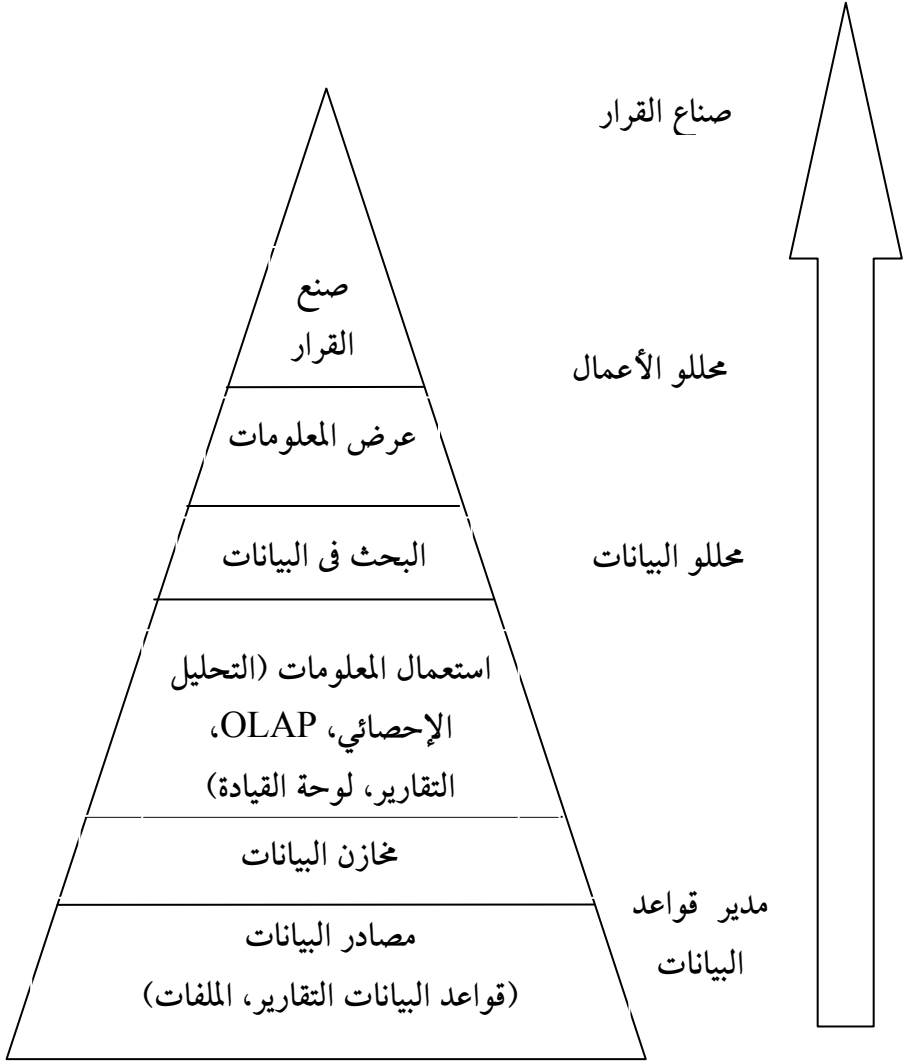 صناع القرار
صنع
القرار
محللو الأعمال
عرض المعلومات
البحث فى البيانات
محللو البيانات
استعمال المعلومات (التحليل
الإحصائي، OLAP،
التقارير، لوحة القيادة)
مخازن البيانات
مدير قواعد
البيانات
مصادر البيانات
(قواعد البيانات التقارير، الملفات)